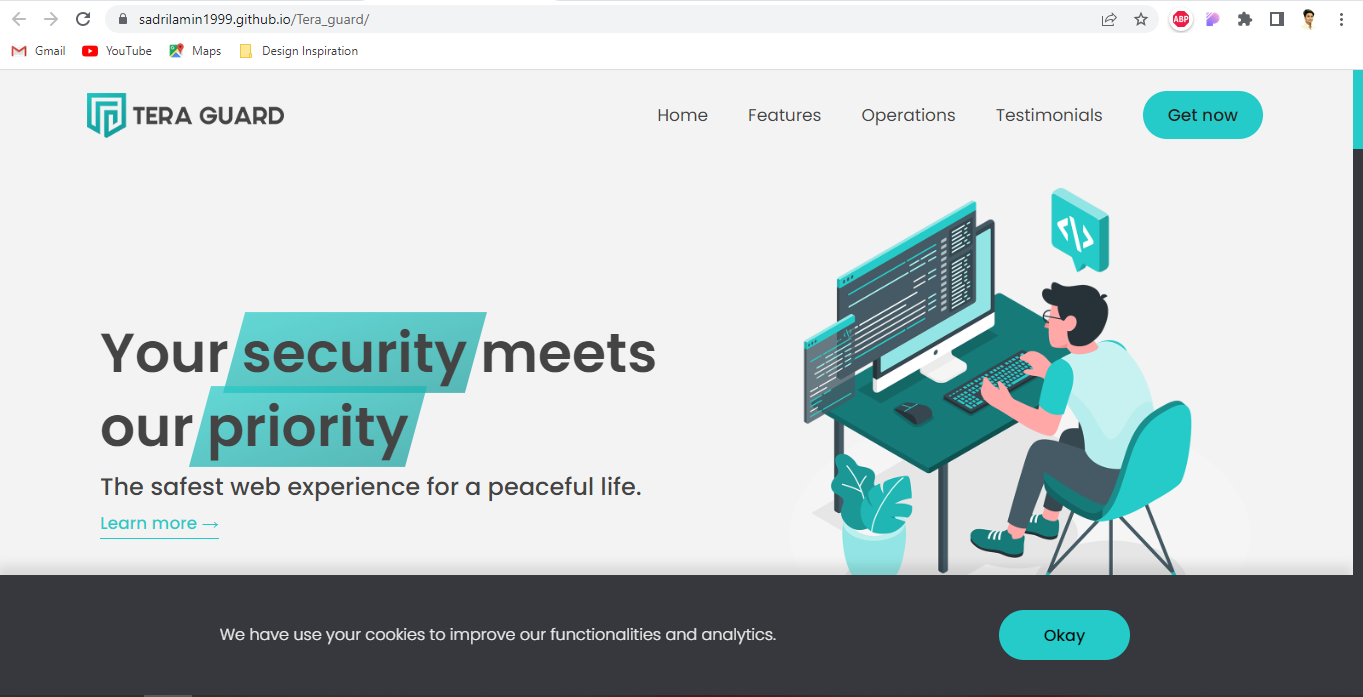 sadrilamin1999.github.io/Tera_guard/
ABP
Gmail YouTube Maps Design Inspiration
TERA GUARD Home Features Operations Testimonials Get now
Your security meets
our priority
The safest web experience for a peaceful life.
Learn more →
We have use your cookies to improve our functionalities and analytics. Okay